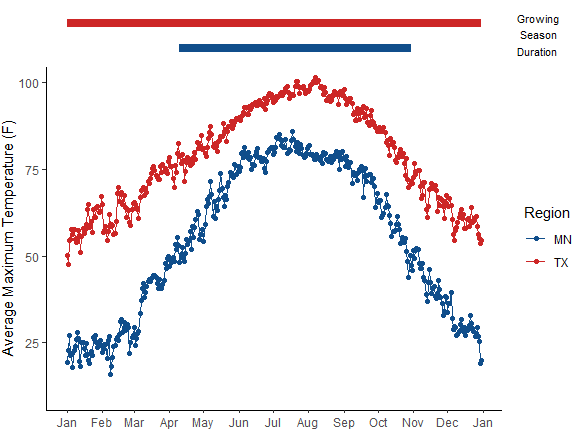 Growing
Season
Duration
100
75
50
25
Average Maximum Temperature (F)
Region
MN
TX
Jan Feb Mar Apr May Jun Jul Aug Sep Oct Nov Dec Jan